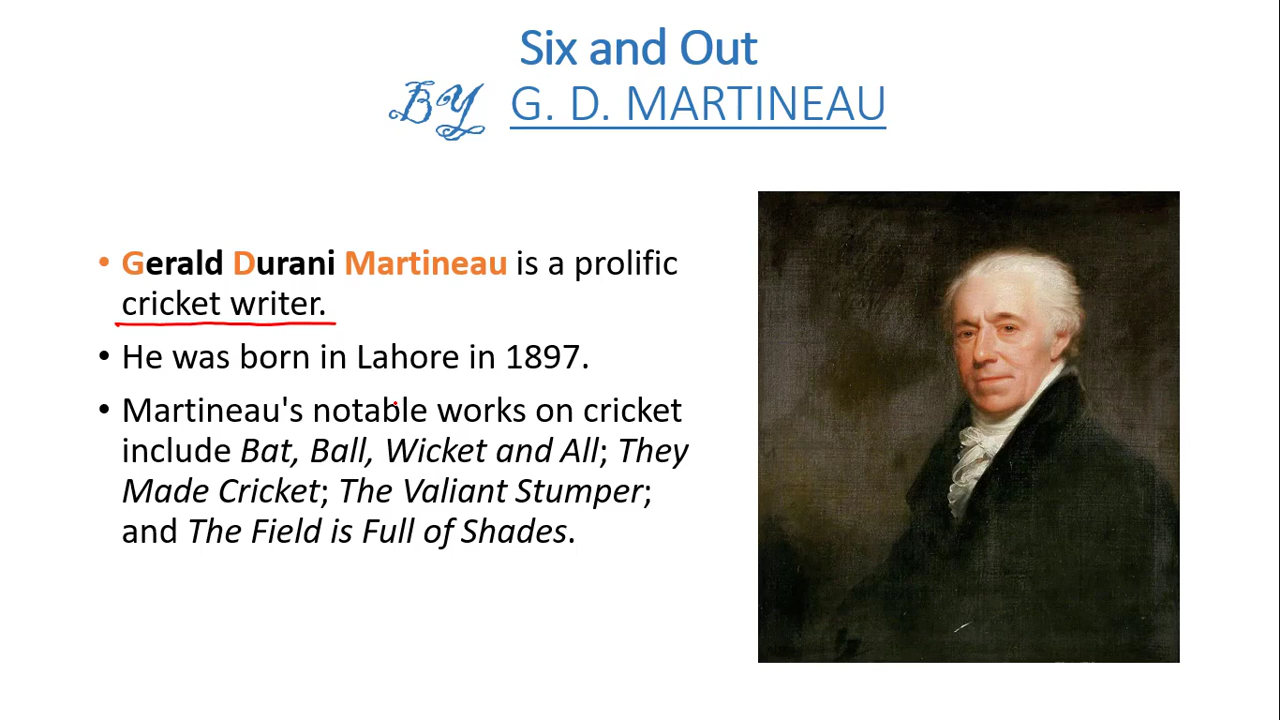 Six and Out
BY G. D. MARTINEAU
• Gerald Durani Martineau is a prolific
cricket writer.
• He was born in Lahore in 1897.
• Martineau's notable works on cricket
include Bat, Ball, Wicket and All; They
Made Cricket; The Valiant Stumper;
and The Field is Full of Shades.